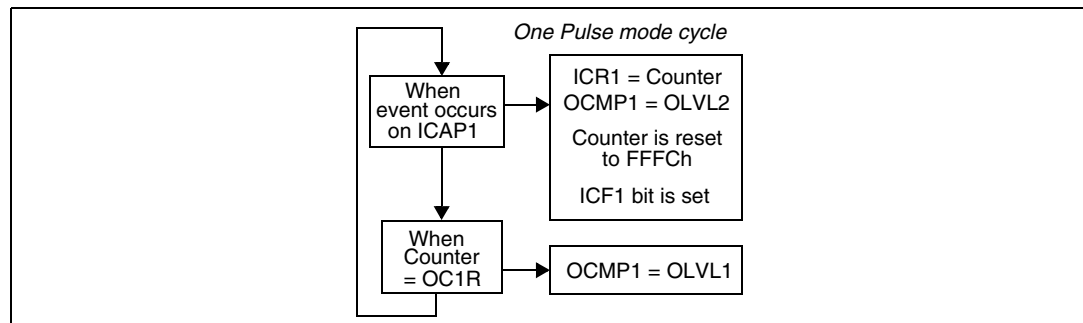 One Pulse mode cycle
When
event occurs
on ICAP1
ICR1 = Counter
OCMP1 = OLVL2
Counter is reset
to FFFCh
ICF1 bit is set
When
Counter
= OC1R
OCMP1 = OLVL1